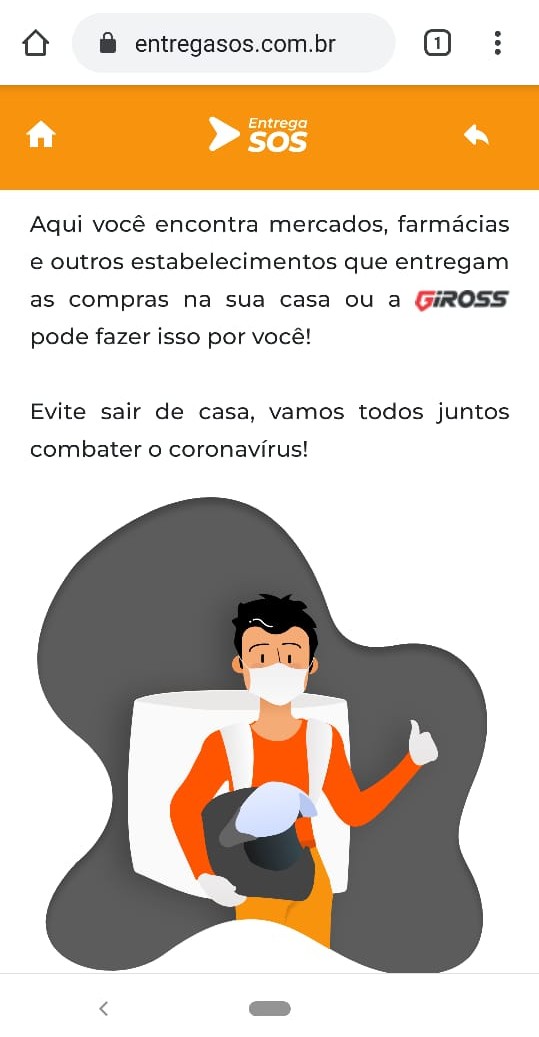 entregasos.com.br
1
Entrega
SOS
Aqui você encontra mercados, farmácias
e outros estabelecimentos que entregam
as compras na sua casa ou a GiROSS
pode fazer isso por você!
Evite sair de casa, vamos todos juntos
combater o coronavírus!